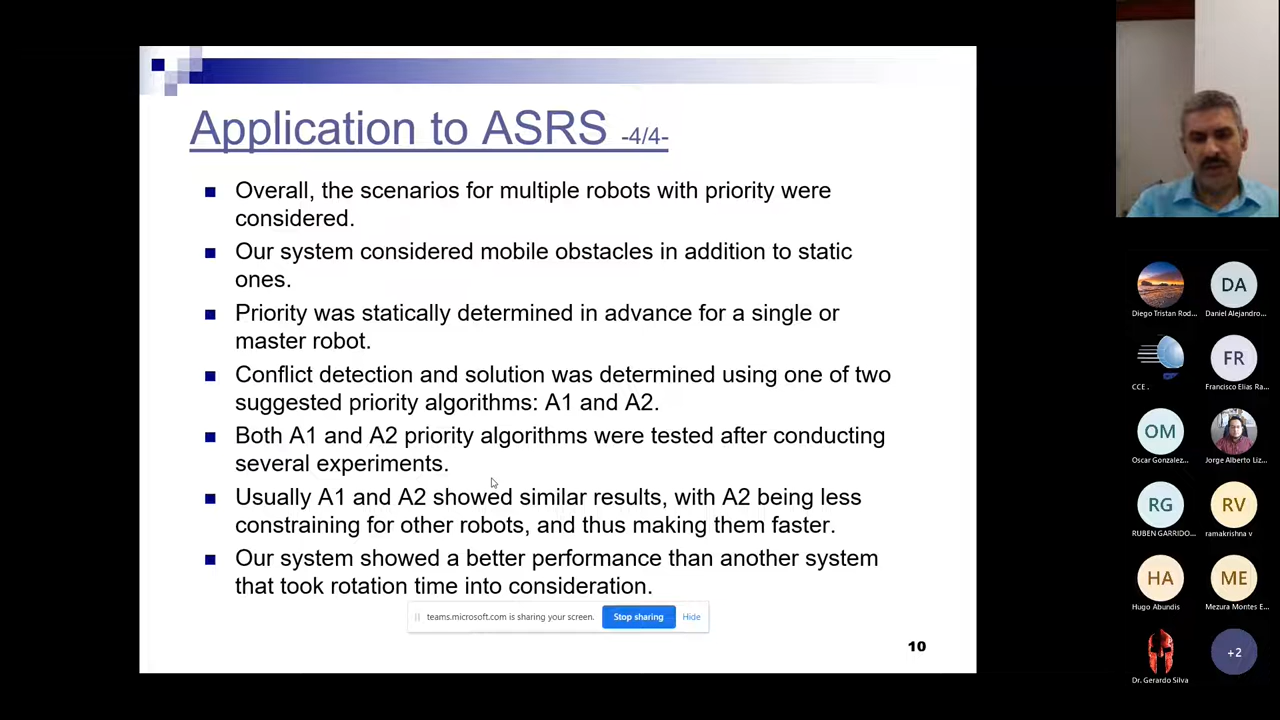 Application to ASRS -4/4-
Overall, the scenarios for multiple robots with priority were
considered.
Our system considered mobile obstacles in addition to static
ones.
Priority was statically determined in advance for a single or
master robot.
Conflict detection and solution was determined using one of two
suggested priority algorithms: A1 and A2.
Both A1 and A2 priority algorithms were tested after conducting
several experiments.
Usually A1 and A2 showed similar results, with A2 being less
constraining for other robots, and thus making them faster.
Our system showed a better performance than another system
that took rotation time into consideration.
teams.microsoft.com is sharing your screen. Stop sharing Hide
10
DA
Diego Tristan Rod... Daniel Alejandro...
FR
CCE . Francisco Elias Ra...
OM
Oscar Gonzalez... Jorge Alberto Liz...
RG RV
RUBEN GARRIDO... ramakrishna v
HA ME
Hugo Abundis Mezura Montes E...
+2
Dr. Gerardo Silva